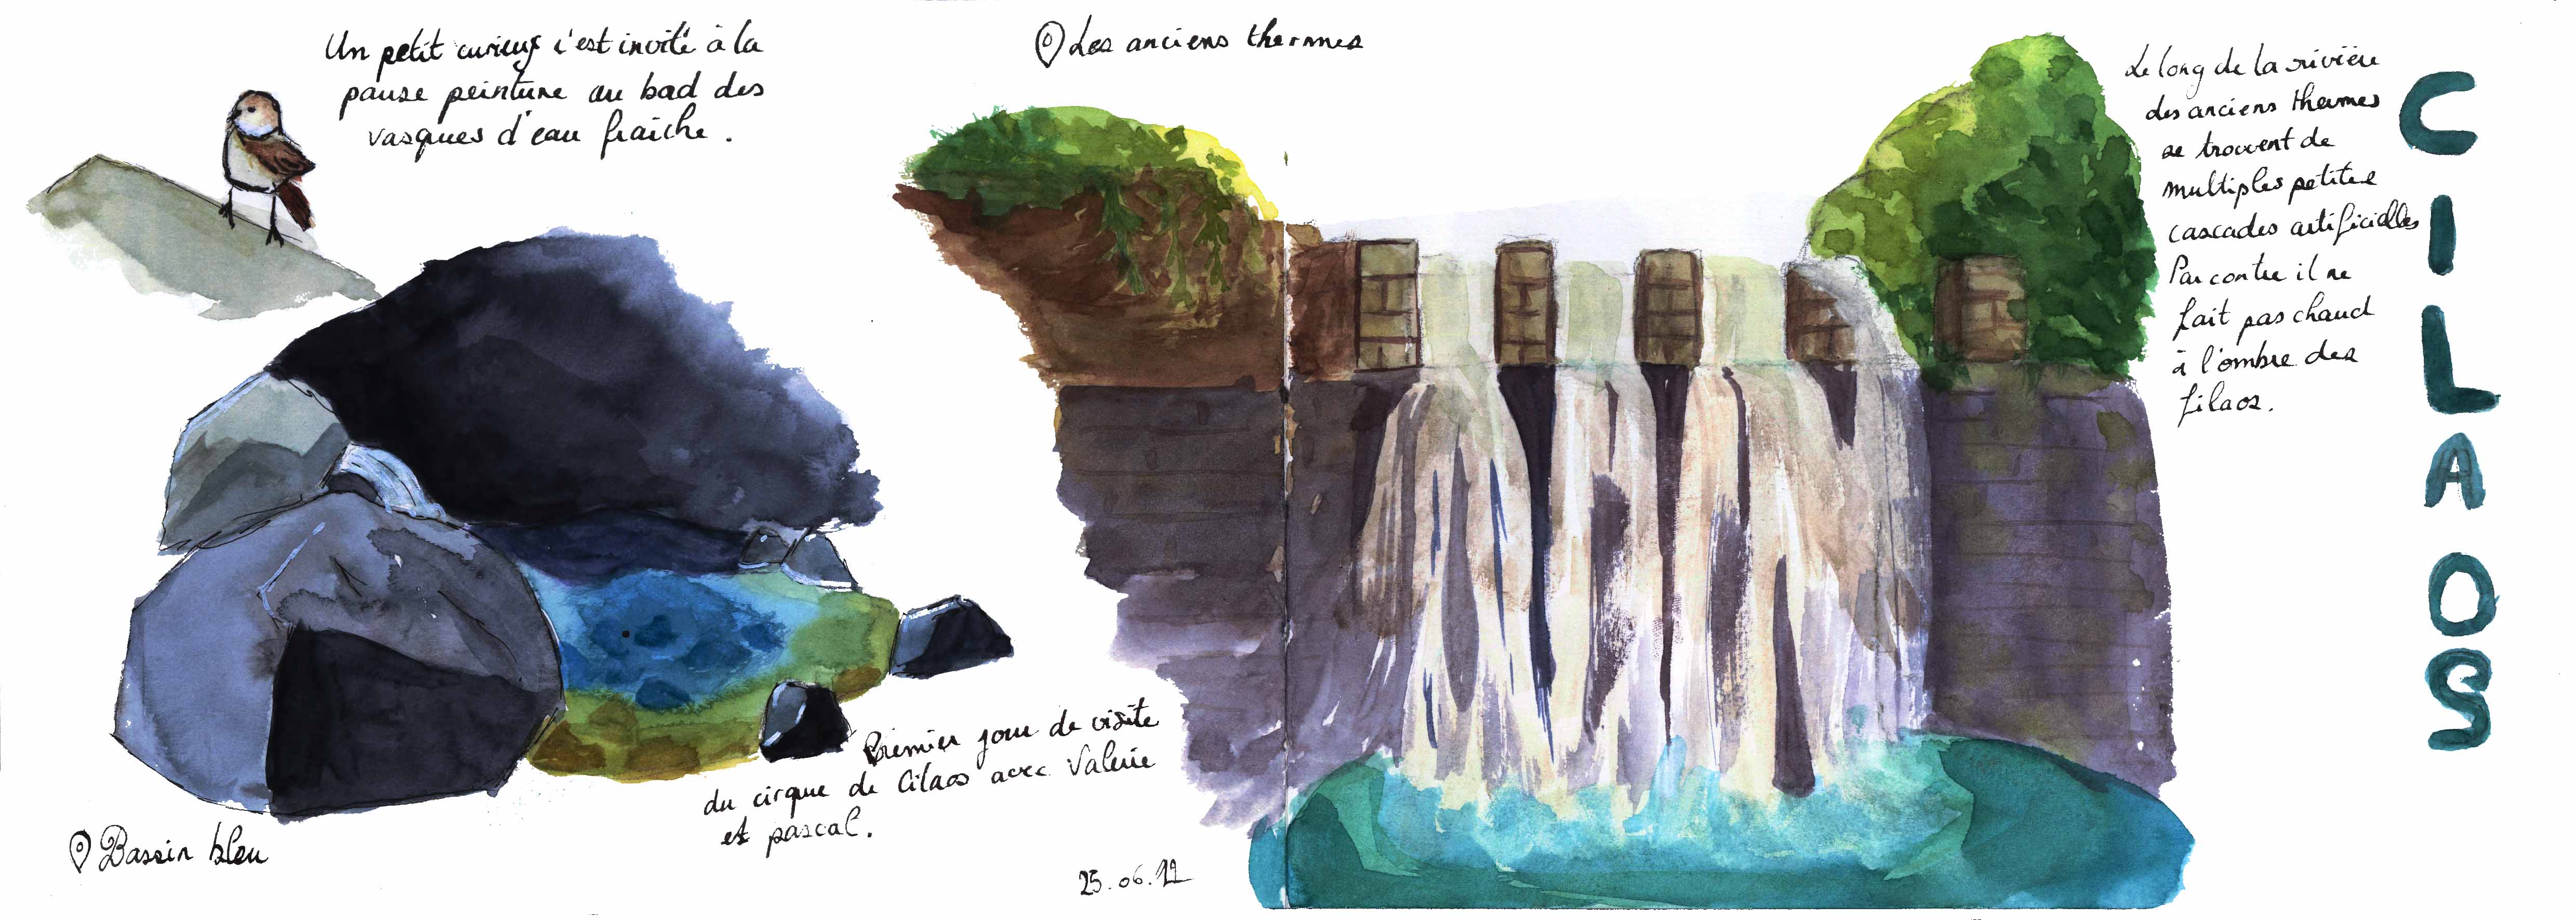 Un petit curieux s'est invité à la
pause peinture au bad des
vasques d'eau fraîche.
Les anciens thermes
Le long de la rivière
des anciens thermes
se trouvent de
multiples petites
cascades artificielles
Par contre il ne
fait pas chaud
à l'ombre des
filaos.
CILAOS
Premier jour de visite
du cirque de Cilaos avec Valérie
et pascal.
Bassin bleu
25.06.